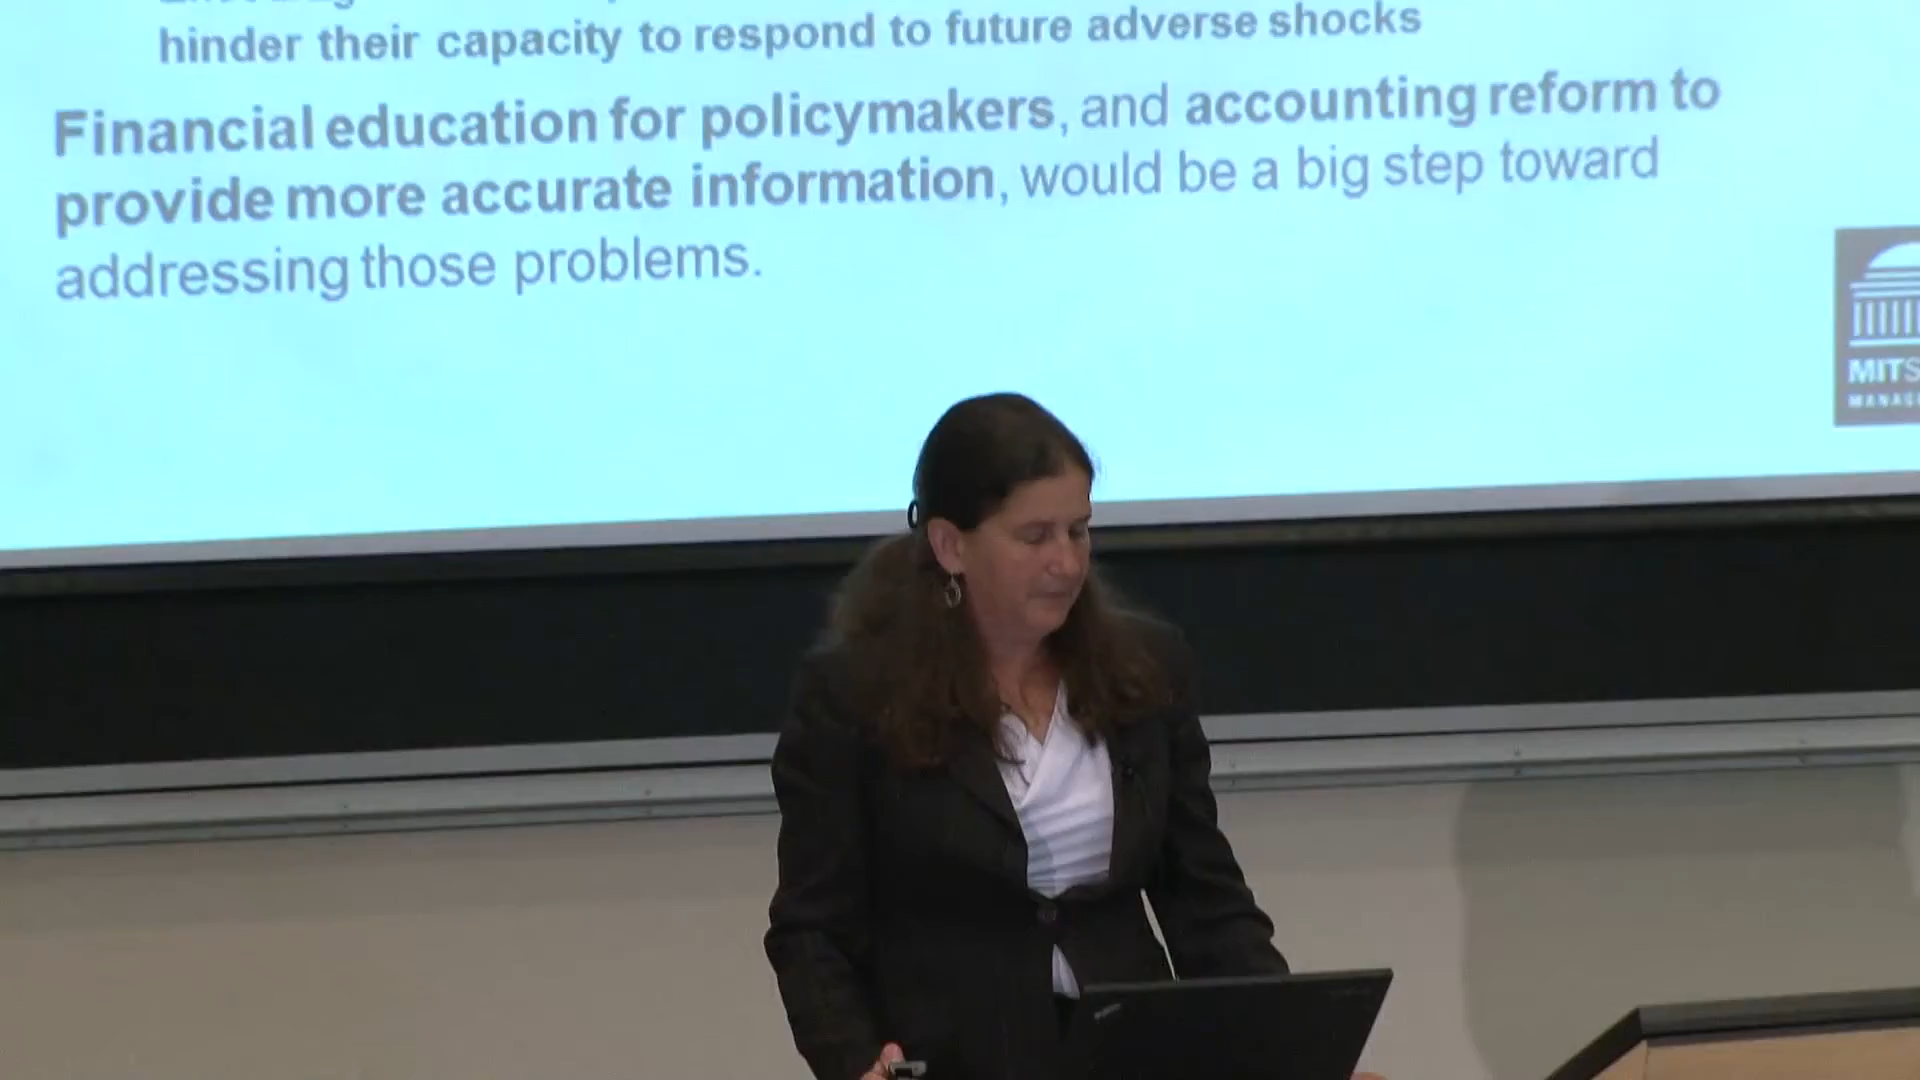 hinder their capacity to respond to future adverse shocks
Financial education for policymakers, and accounting reform to
provide more accurate information, would be a big step toward
addressing those problems.
MIT